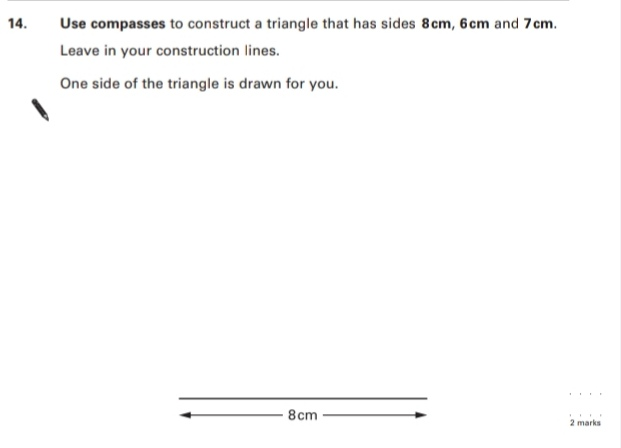 14. Use compasses to construct a triangle that has sides 8cm, 6cm and 7cm.
Leave in your construction lines.
One side of the triangle is drawn for you.
8cm
2 marks